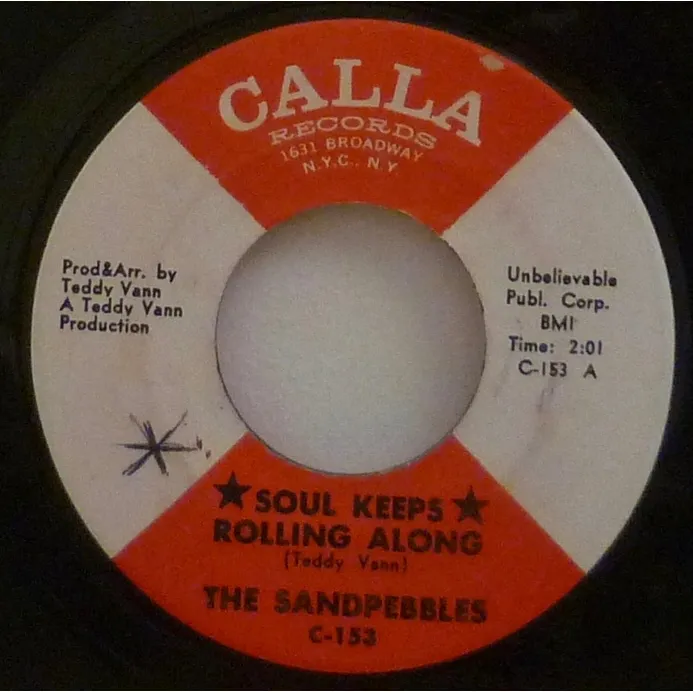 CALLA
RECORDS
1631 BROADWAY
N.Y.C., N.Y.
Prod&Arr. by
Teddy Vann
A Teddy Vann
Production
Unbelievable
Publ. Corp.
BMI
Time: 2:01
C-153 A
★ SOUL KEEPS ★
ROLLING ALONG
(Teddy Vann)
THE SANDPEBBLES
C-153